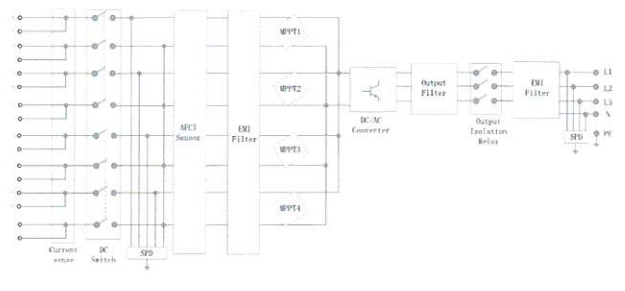 MPPT1
L1
L2
L3
N
PE
MPPT2
DC/AC
Converter
Output
Filter
Output
Isolation
Relay
EMI
Filter
SPD
AFCI
Sensor
EMI
Filter
MPPT3
MPPT4
Current
sense
DC
Switch
SPD